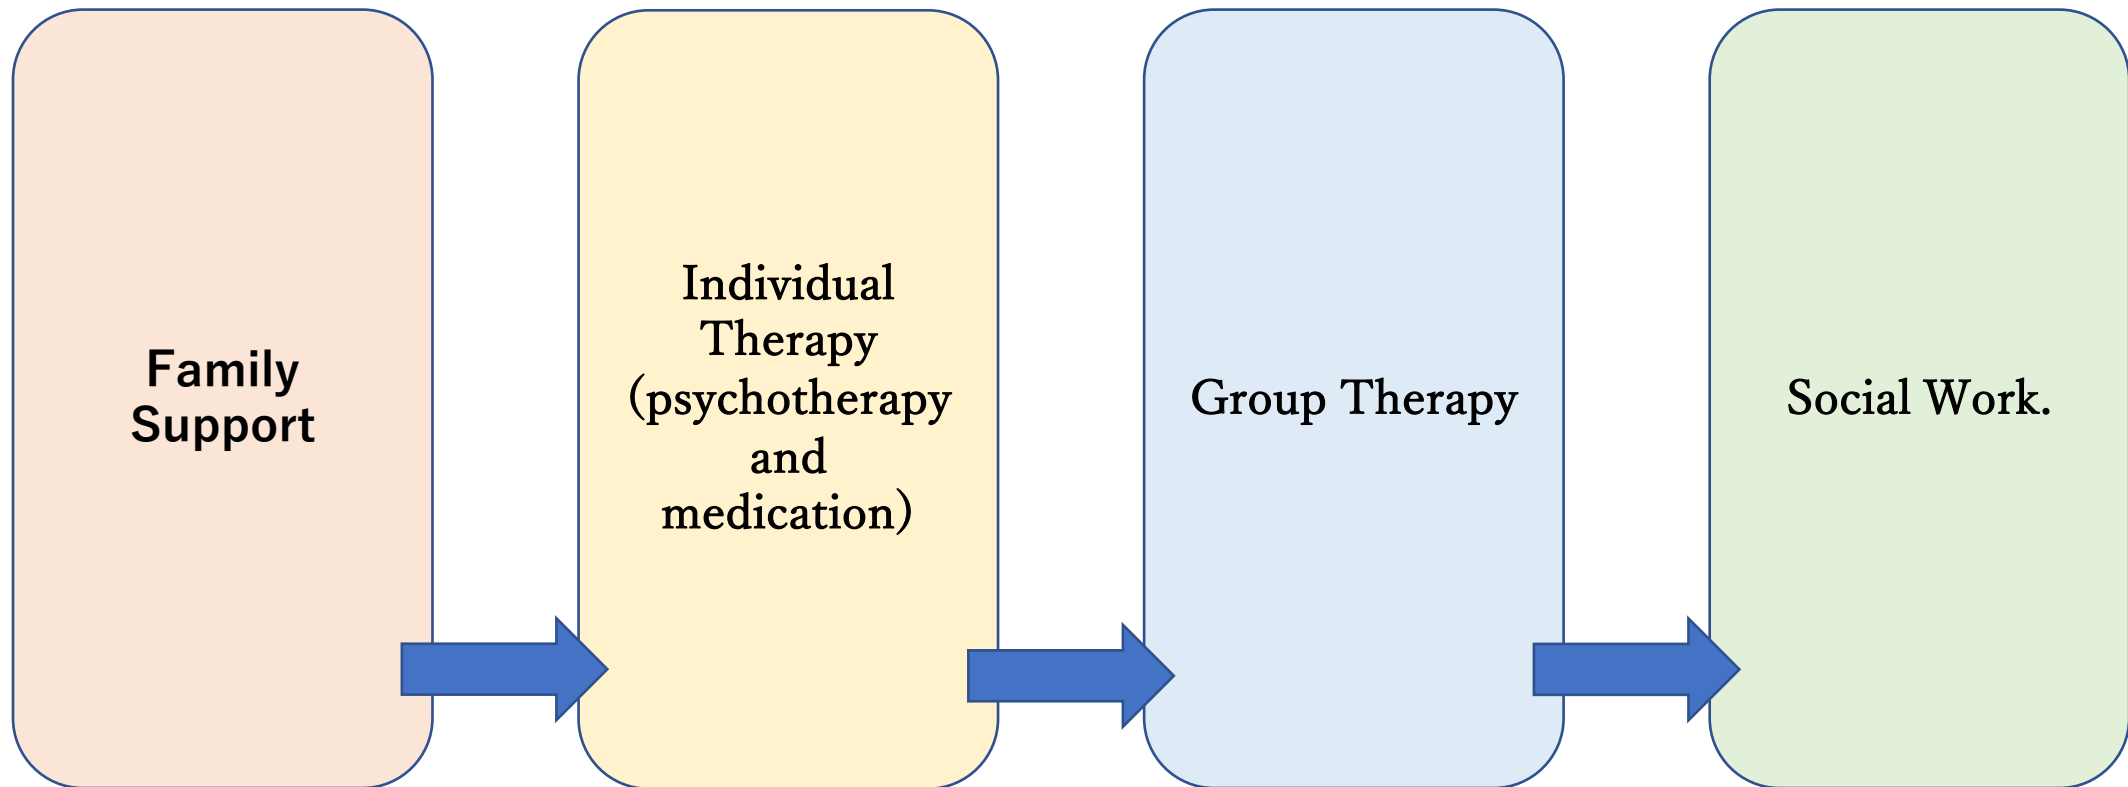 Family
Support
Individual
Therapy
(psychotherapy
and
medication)
Group Therapy
Social Work.